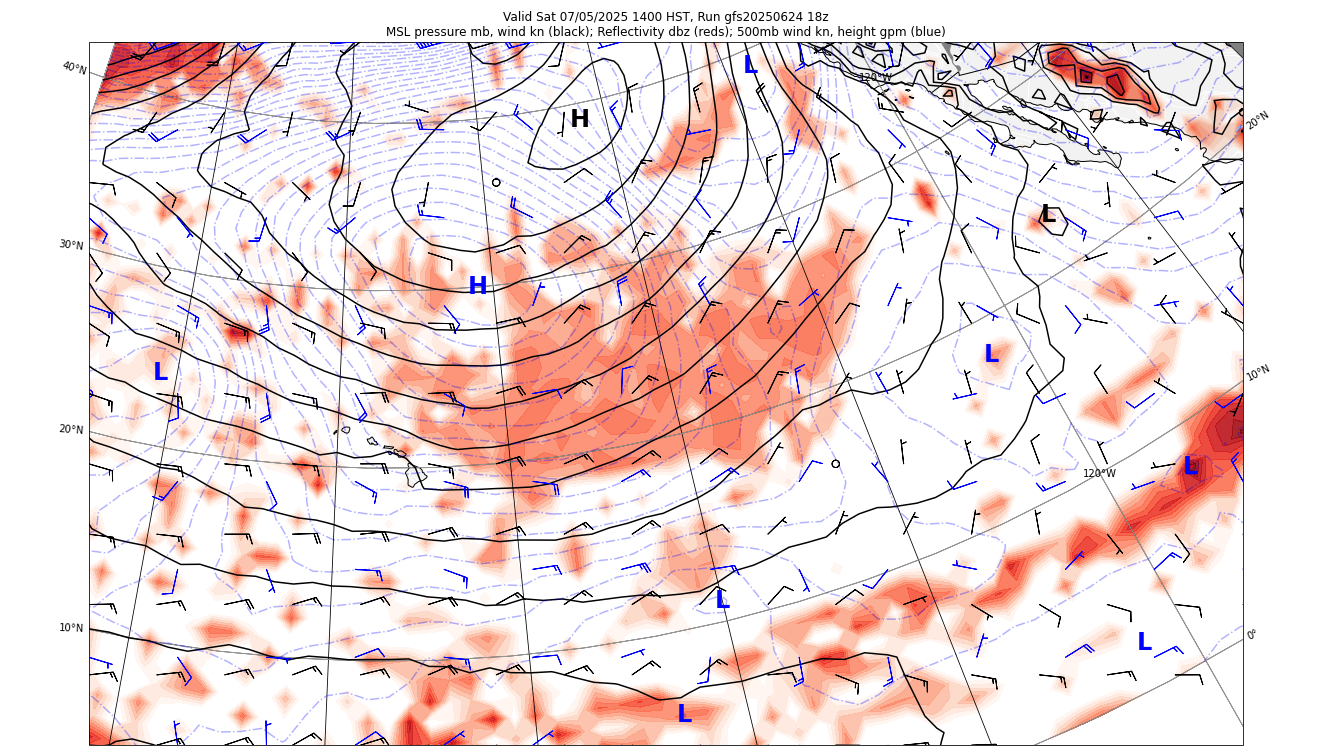 Valid Sat 07/05/2025 1400 HST, Run gfs20250624 18z
MSL pressure mb, wind kn (black); Reflectivity dbz (reds); 500mb wind kn, height gpm (blue)
40°N
L
120°W
H
20°N
L
30°N
H
L
L
10°N
20°N
L
120°W
L
10°N
L
0°
L